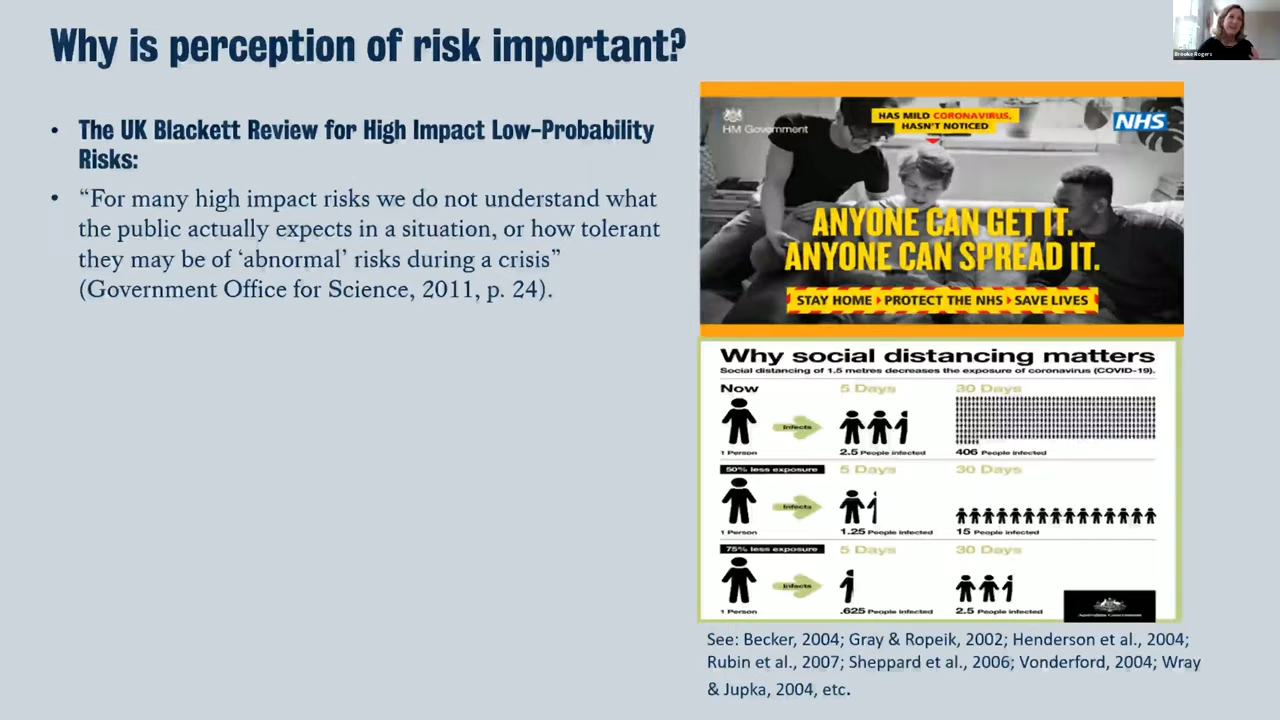 Why is perception of risk important?
Brooke Rogers
• The UK Blackett Review for High Impact Low-Probability
Risks:
• “For many high impact risks we do not understand what
the public actually expects in a situation, or how tolerant
they may be of ‘abnormal’ risks during a crisis”
(Government Office for Science, 2011, p. 24).
HM Government
HAS MILD CORONAVIRUS.
HASN'T NOTICED
NHS
ANYONE CAN GET IT.
ANYONE CAN SPREAD IT.
STAY HOME PROTECT THE NHS SAVE LIVES
Why social distancing matters
Social distancing of 1.5 metres decreases the exposure of coronavirus (COVID-19).
Now 5 Days 30 Days
Infects
1 Person 2.5 People infected 406 People infected
50% less exposure 5 Days 30 Days
Infects
1 Person 1.25 People infected 15 People infected
75% less exposure 5 Days 30 Days
Infects
1 Person .625 People infected 2.5 People infected
Australian Government
See: Becker, 2004; Gray & Ropeik, 2002; Henderson et al., 2004;
Rubin et al., 2007; Sheppard et al., 2006; Vonderford, 2004; Wray
& Jupka, 2004, etc.